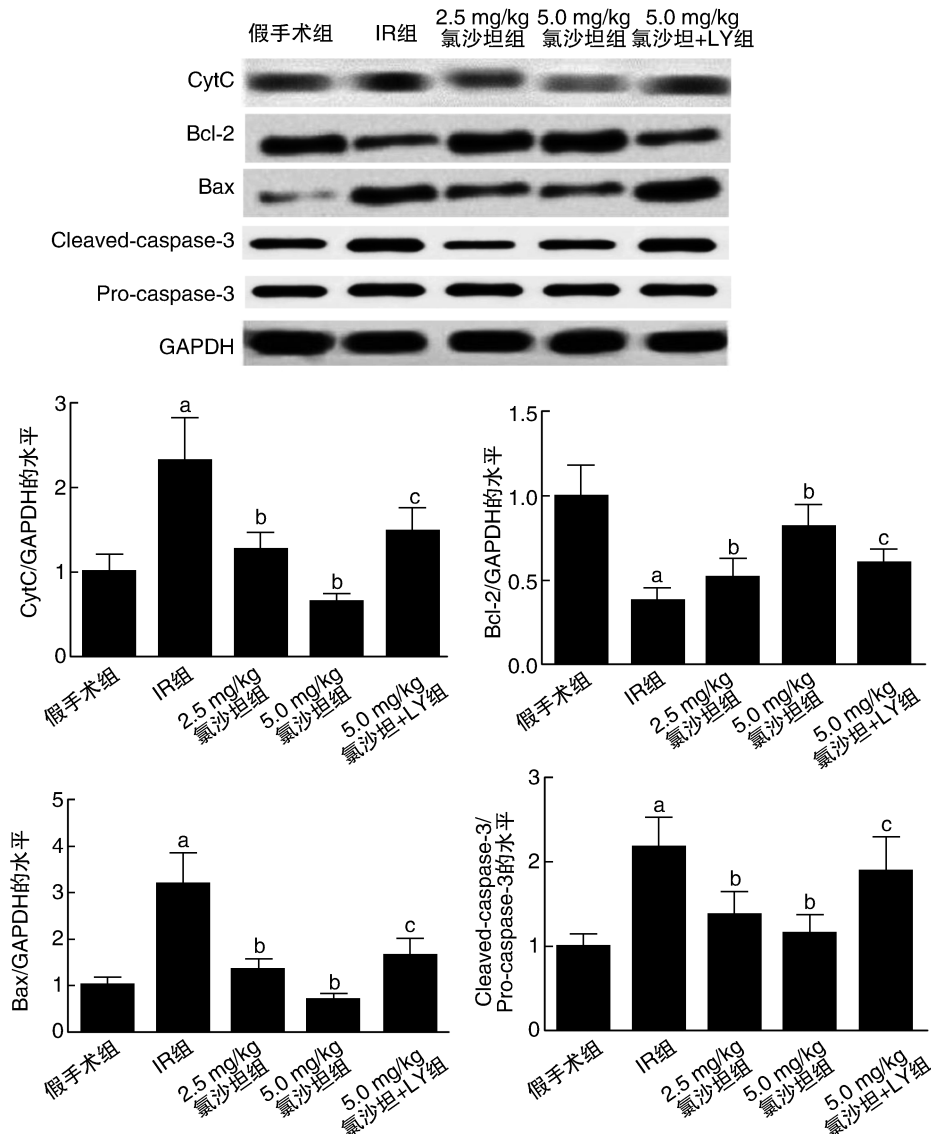 假手术组 IR组 2.5 mg/kg 5.0 mg/kg 5.0 mg/kg
氯沙坦组 氯沙坦组 氯沙坦+LY组
CytC
Bcl-2
Bax
Cleaved-caspase-3
Pro-caspase-3
GAPDH
CytC/GAPDH的水平
3
2
1
0
a
b
b
c
假手术组
IR组
2.5 mg/kg
氯沙坦组
5.0 mg/kg
氯沙坦组
5.0 mg/kg
氯沙坦+LY组
Bcl-2/GAPDH的水平
1.5
1.0
0.5
0.0
a
b
b
c
假手术组
IR组
2.5 mg/kg
氯沙坦组
5.0 mg/kg
氯沙坦组
5.0 mg/kg
氯沙坦+LY组
Bax/GAPDH的水平
5
4
3
2
1
0
a
b
b
c
假手术组
IR组
2.5 mg/kg
氯沙坦组
5.0 mg/kg
氯沙坦组
5.0 mg/kg
氯沙坦+LY组
Cleaved-caspase-3/
Pro-caspase-3的水平
3
2
1
0
a
b
b
c
假手术组
IR组
2.5 mg/kg
氯沙坦组
5.0 mg/kg
氯沙坦组
5.0 mg/kg
氯沙坦+LY组